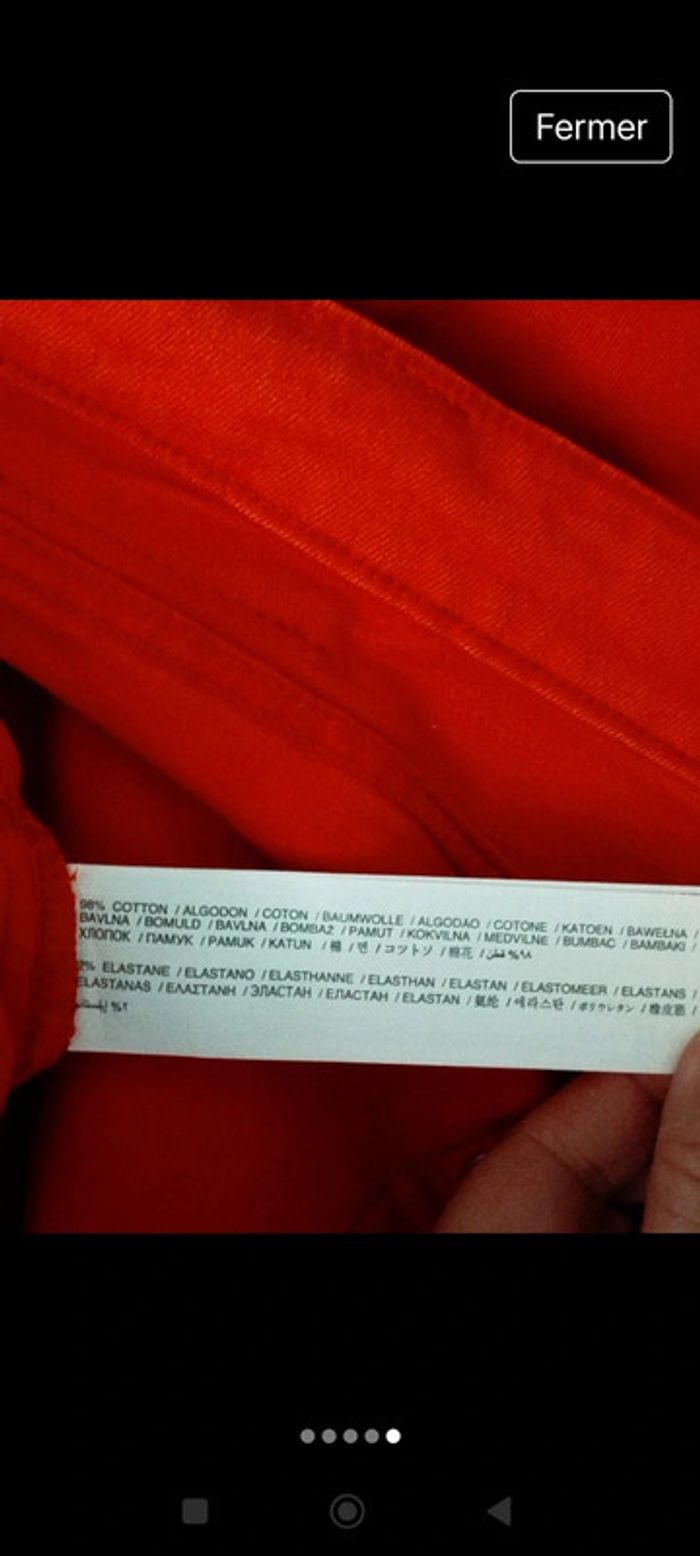 Fermer
98% COTTON / ALGODON / COTON / BAUMWOLLE / ALGODAO / COTONE / KATOEN / BAWEŁNA /
BAVLNA / BOMULD / BAVLNA / BOMBAŽ / PAMUT / KOKVILNA / MEDVILNE / BUMBAC / BAMBAKI /
ХЛОПОК / ПАМУК / PAMUK / KATUN / 棉 / 면 / コットン / 棉花 / قطن %٩٨
2% ELASTANE / ELASTANO / ELASTHANNE / ELASTHAN / ELASTAN / ELASTOMEER / ELASTANS /
ELASTANAS / ΕΛΑΣΤΑΝΗ / ЭЛАСТАН / ЕЛАСТАН / ELASTAN / 氨纶 / 에라스탄 / ポリウレタン / 橡皮筋 /
%٢